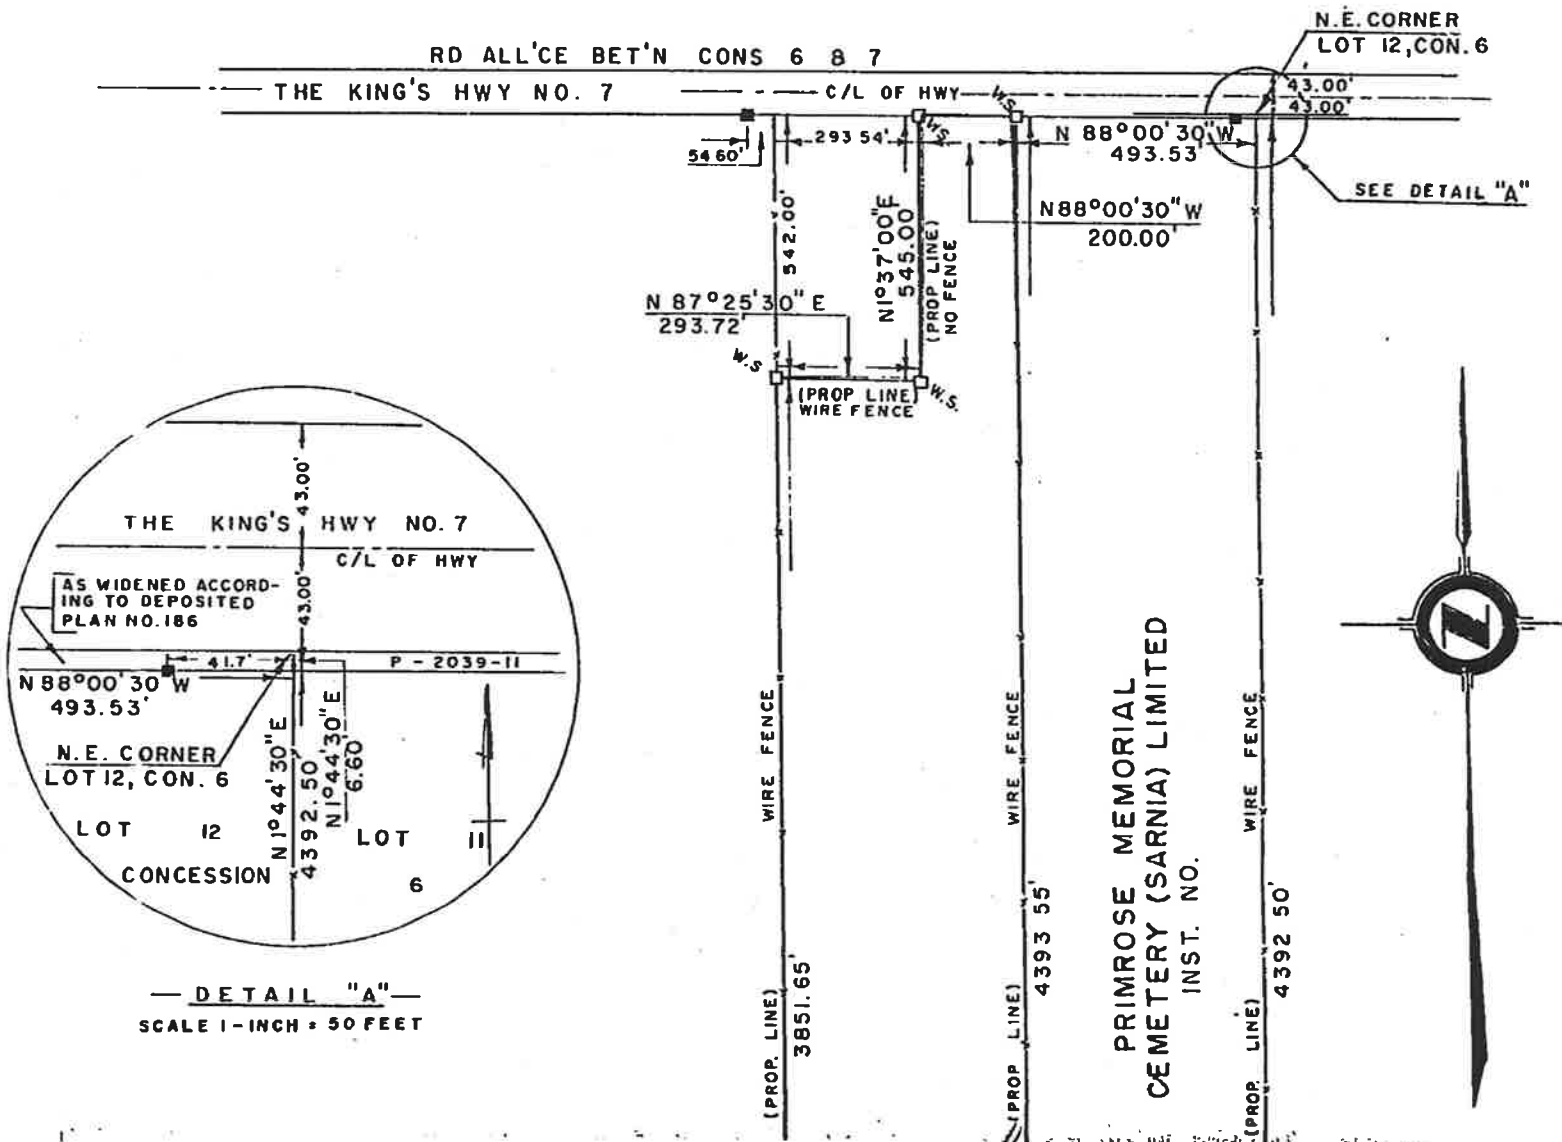 N.E. CORNER
LOT 12, CON. 6
RD ALL'CE BET'N CONS 6 8 7
THE KING'S HWY NO. 7
C/L OF HWY
43.00'
43.00'
W.S
W.S
54 60'
293 54'
N 88°00'30" W
493.53'
SEE DETAIL "A"
N88°00'30" W
200.00'
542.00'
N1°37'00"E
545.00'
(PROP LINE)
NO FENCE
N 87°25'30" E
293.72'
W.S
(PROP LINE)
WIRE FENCE
W.S.
43.00'
THE KING'S HWY NO. 7
C/L OF HWY
AS WIDENED ACCORD-
ING TO DEPOSITED
PLAN NO. 186
43.00'
41.7'
P - 2039-11
N 88°00'30" W
493.53'
N.E. CORNER
LOT 12, CON. 6
N 1°44'30"E
4392.50'
N1°44'30"E
6.60'
LOT 12
LOT 11
CONCESSION 6
— DETAIL "A" —
SCALE 1-INCH = 50 FEET
WIRE FENCE
(PROP. LINE)
3851.65'
WIRE FENCE
(PROP LINE)
4393 55'
PRIMROSE MEMORIAL
CEMETERY (SARNIA) LIMITED
INST. NO.
WIRE FENCE
(PROP. LINE)
4392 50'
N